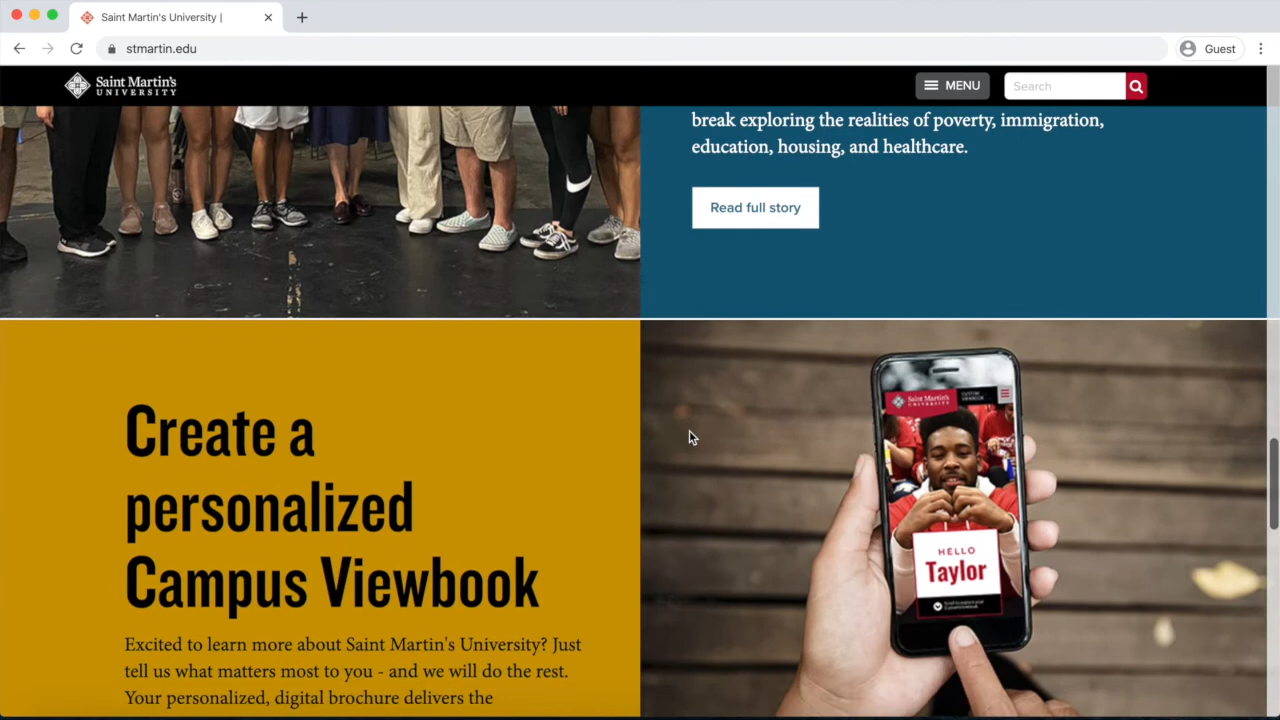 Saint Martin's University |
stmartin.edu
Guest
Saint Martin's
UNIVERSITY
MENU
Search
break exploring the realities of poverty, immigration,
education, housing, and healthcare.
Read full story
Create a
personalized
Campus Viewbook
Excited to learn more about Saint Martin's University? Just
tell us what matters most to you - and we will do the rest.
Your personalized, digital brochure delivers the
Saint Martin's
UNIVERSITY
HELLO
Taylor